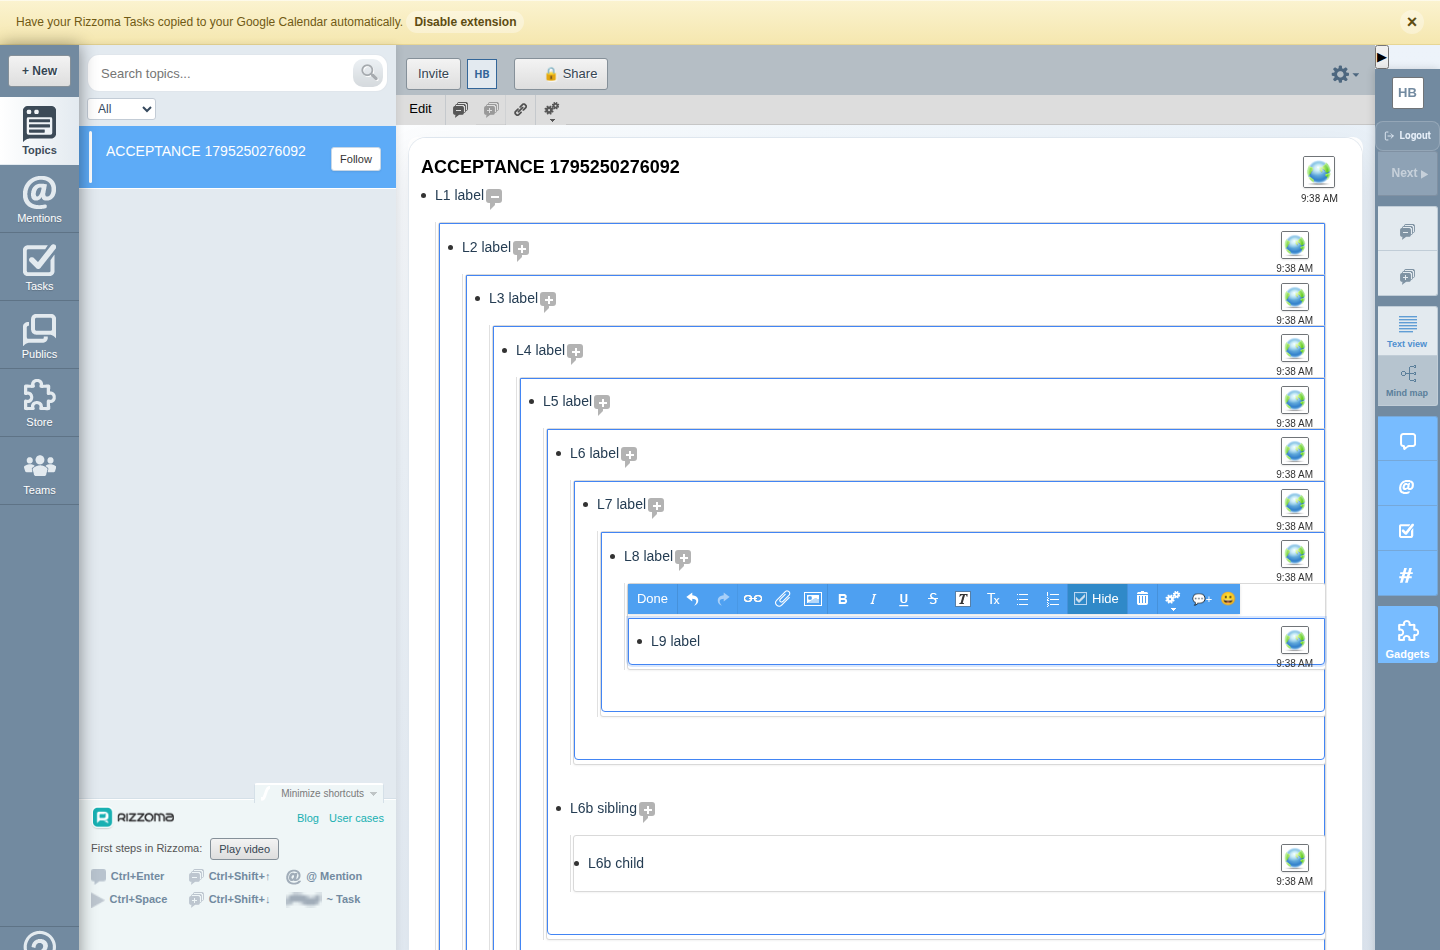 Have your Rizzoma Tasks copied to your Google Calendar automatically. Disable extension
+ New
Topics
Mentions
Tasks
Publics
Store
Teams
Search topics...
All
ACCEPTANCE 1795250276092
Follow
Minimize shortcuts
RIZZOMA
Blog User cases
First steps in Rizzoma: Play video
Ctrl+Enter Ctrl+Shift+↑ @ Mention
Ctrl+Space Ctrl+Shift+↓ ~ Task
Invite HB Share
Edit
ACCEPTANCE 1795250276092
9:38 AM
L1 label
L2 label
9:38 AM
L3 label
9:38 AM
L4 label
9:38 AM
L5 label
9:38 AM
L6 label
9:38 AM
L7 label
9:38 AM
L8 label
9:38 AM
Done B I U S T Tx Hide
L9 label
9:38 AM
L6b sibling
L6b child
9:38 AM
HB
Logout
Next ▶
Text view
Mind map
@
#
Gadgets